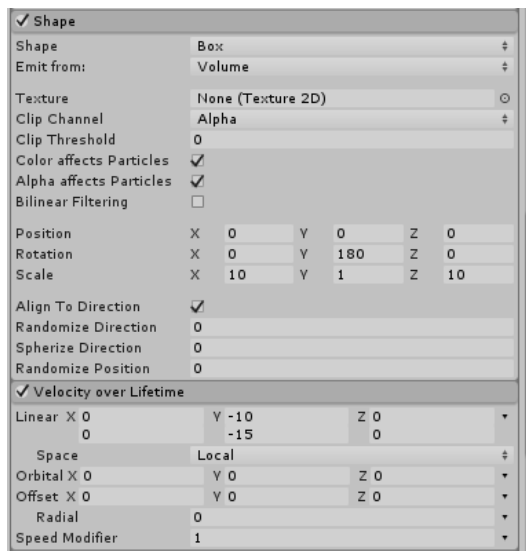 Shape
Shape Box
Emit from: Volume
Texture None (Texture 2D)
Clip Channel Alpha
Clip Threshold 0
Color affects Particles
Alpha affects Particles
Bilinear Filtering
Position X 0 Y 0 Z 0
Rotation X 0 Y 180 Z 0
Scale X 10 Y 1 Z 10
Align To Direction
Randomize Direction 0
Spherize Direction 0
Randomize Position 0
Velocity over Lifetime
Linear X 0 Y -10 Z 0
0 -15 0
Space Local
Orbital X 0 Y 0 Z 0
Offset X 0 Y 0 Z 0
Radial 0
Speed Modifier 1